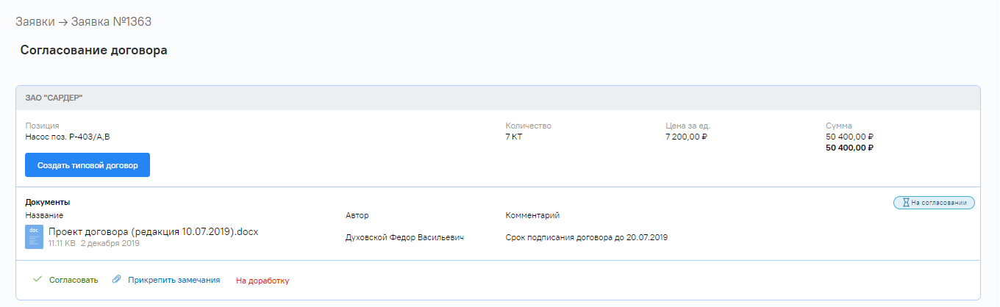 Заявки → Заявка №1363
Согласование договора
ЗАО "САРДЕР"
Позиция Количество Цена за ед. Сумма
Насос поз. P-403/A,B 7 КТ 7 200,00 ₽ 50 400,00 ₽
50 400,00 ₽
Создать типовой договор
Документы На согласовании
Название Автор Комментарий
doc Проект договора (редакция 10.07.2019).docx
Духовской Федор Васильевич Срок подписания договора до 20.07.2019
11.11 KB 2 декабря 2019
Согласовать Прикрепить замечания На доработку